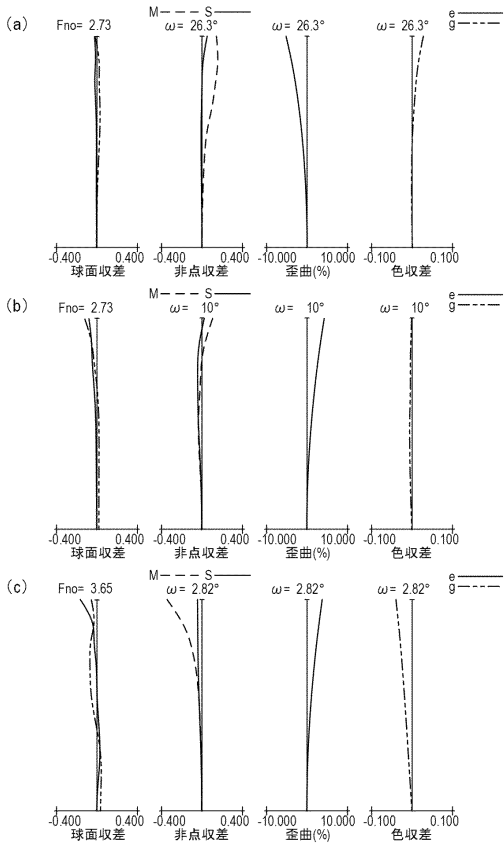 (a)
M — — — S ———
e ———
g —-—-—
Fno= 2.73
ω= 26.3°
ω= 26.3°
ω= 26.3°
-0.400 0.400
球面収差
-0.400 0.400
非点収差
-10.000 10.000
歪曲(%)
-0.100 0.100
色収差
(b)
M — — — S ———
e ———
g —-—-—
Fno= 2.73
ω= 10°
ω= 10°
ω= 10°
-0.400 0.400
球面収差
-0.400 0.400
非点収差
-10.000 10.000
歪曲(%)
-0.100 0.100
色収差
(c)
M — — — S ———
e ———
g —-—-—
Fno= 3.65
ω= 2.82°
ω= 2.82°
ω= 2.82°
-0.400 0.400
球面収差
-0.400 0.400
非点収差
-10.000 10.000
歪曲(%)
-0.100 0.100
色収差